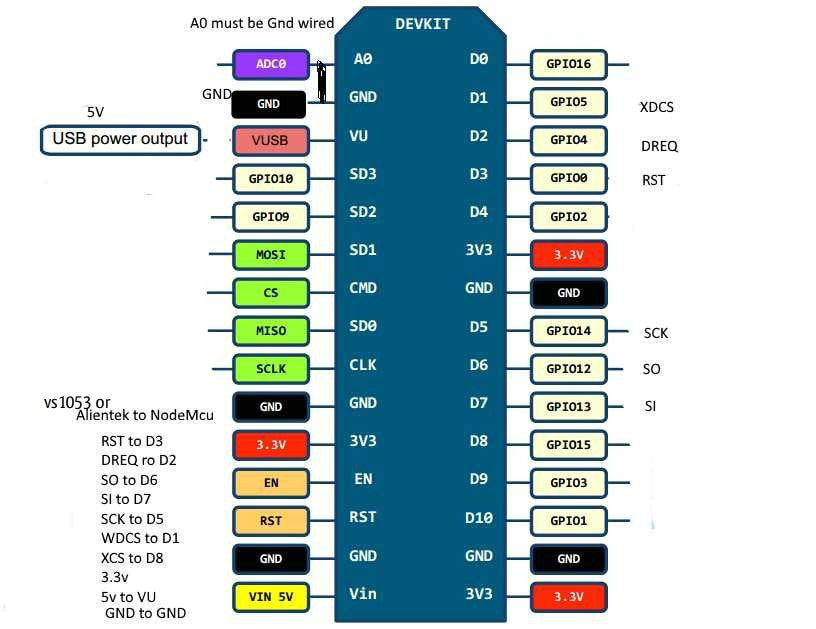 A0 must be Gnd wired
DEVKIT
ADC0 A0 D0 GPIO16
GND GND GND D1 GPIO5 XDCS
5V
USB power output VUSB VU D2 GPIO4 DREQ
GPIO10 SD3 D3 GPIO0 RST
GPIO9 SD2 D4 GPIO2
MOSI SD1 3V3 3.3V
CS CMD GND GND
MISO SD0 D5 GPIO14 SCK
SCLK CLK D6 GPIO12 SO
vs1053 or GND GND D7 GPIO13 SI
Alientek to NodeMcu
RST to D3 3.3V 3V3 D8 GPIO15
DREQ ro D2
SO to D6 EN EN D9 GPIO3
SI to D7
SCK to D5 RST RST D10 GPIO1
WDCS to D1
XCS to D8 GND GND GND GND
3.3v
5v to VU VIN 5V Vin 3V3 3.3V
GND to GND